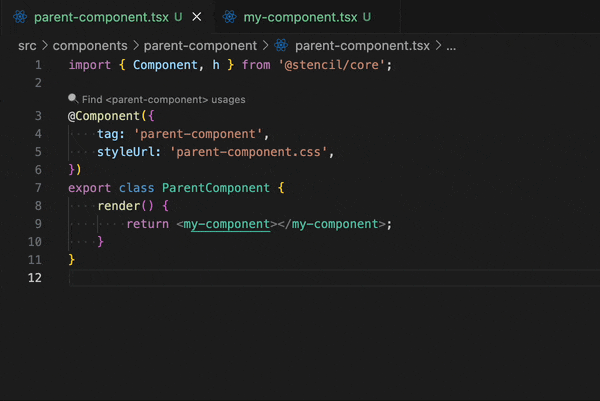 parent-component.tsx U
my-component.tsx U
src > components > parent-component > parent-component.tsx > ...
1 import { Component, h } from '@stencil/core';
2
Find <parent-component> usages
3 @Component({
4 tag: 'parent-component',
5 styleUrl: 'parent-component.css',
6 })
7 export class ParentComponent {
8 render() {
9 return <my-component></my-component>;
10 }
11 }
12